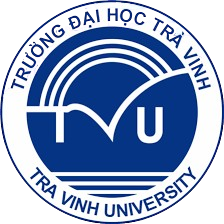 TRƯỜNG ĐẠI HỌC TRÀ VINH
TVU
TRA VINH UNIVERSITY